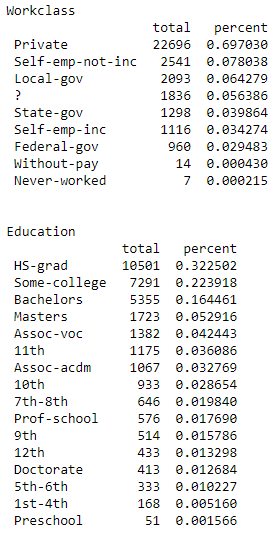 Workclass
total percent
Private 22696 0.697030
Self-emp-not-inc 2541 0.078038
Local-gov 2093 0.064279
? 1836 0.056386
State-gov 1298 0.039864
Self-emp-inc 1116 0.034274
Federal-gov 960 0.029483
Without-pay 14 0.000430
Never-worked 7 0.000215
Education
total percent
HS-grad 10501 0.322502
Some-college 7291 0.223918
Bachelors 5355 0.164461
Masters 1723 0.052916
Assoc-voc 1382 0.042443
11th 1175 0.036086
Assoc-acdm 1067 0.032769
10th 933 0.028654
7th-8th 646 0.019840
Prof-school 576 0.017690
9th 514 0.015786
12th 433 0.013298
Doctorate 413 0.012684
5th-6th 333 0.010227
1st-4th 168 0.005160
Preschool 51 0.001566